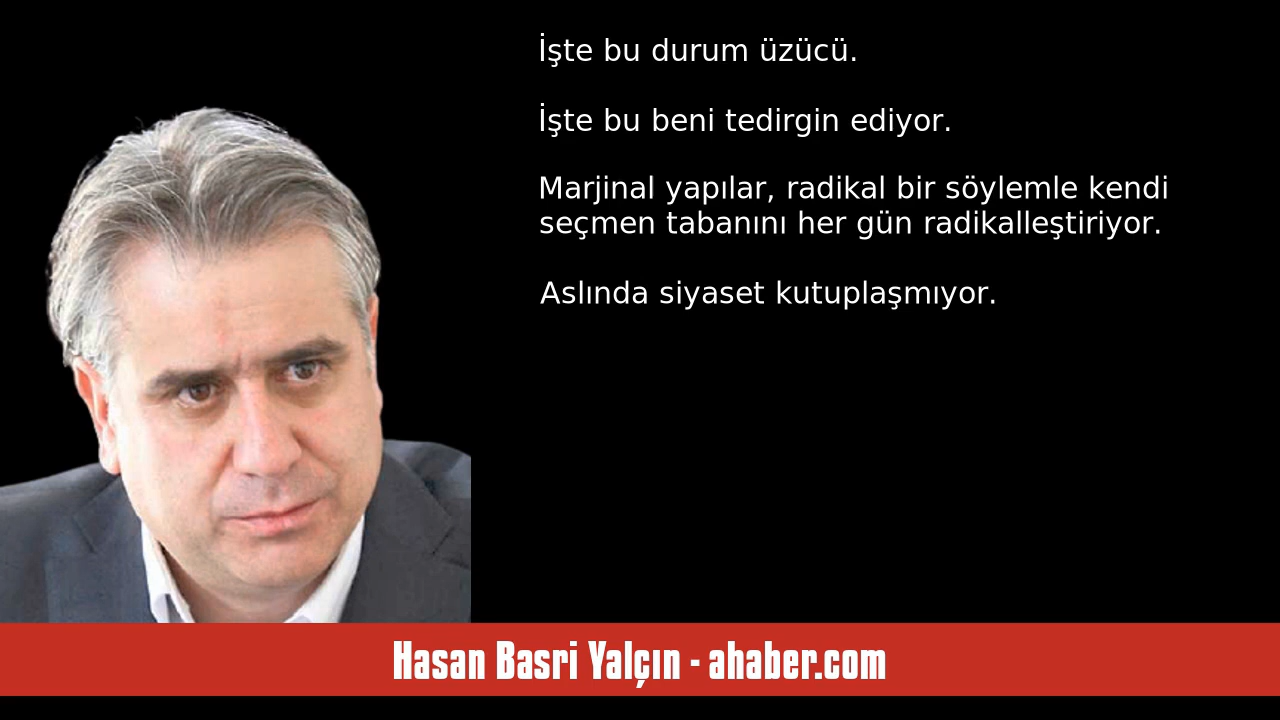 İşte bu durum üzücü.
İşte bu beni tedirgin ediyor.
Marjinal yapılar, radikal bir söylemle kendi
seçmen tabanını her gün radikalleştiriyor.
Aslında siyaset kutuplaşmıyor.
Hasan Basri Yalçın - ahaber.com